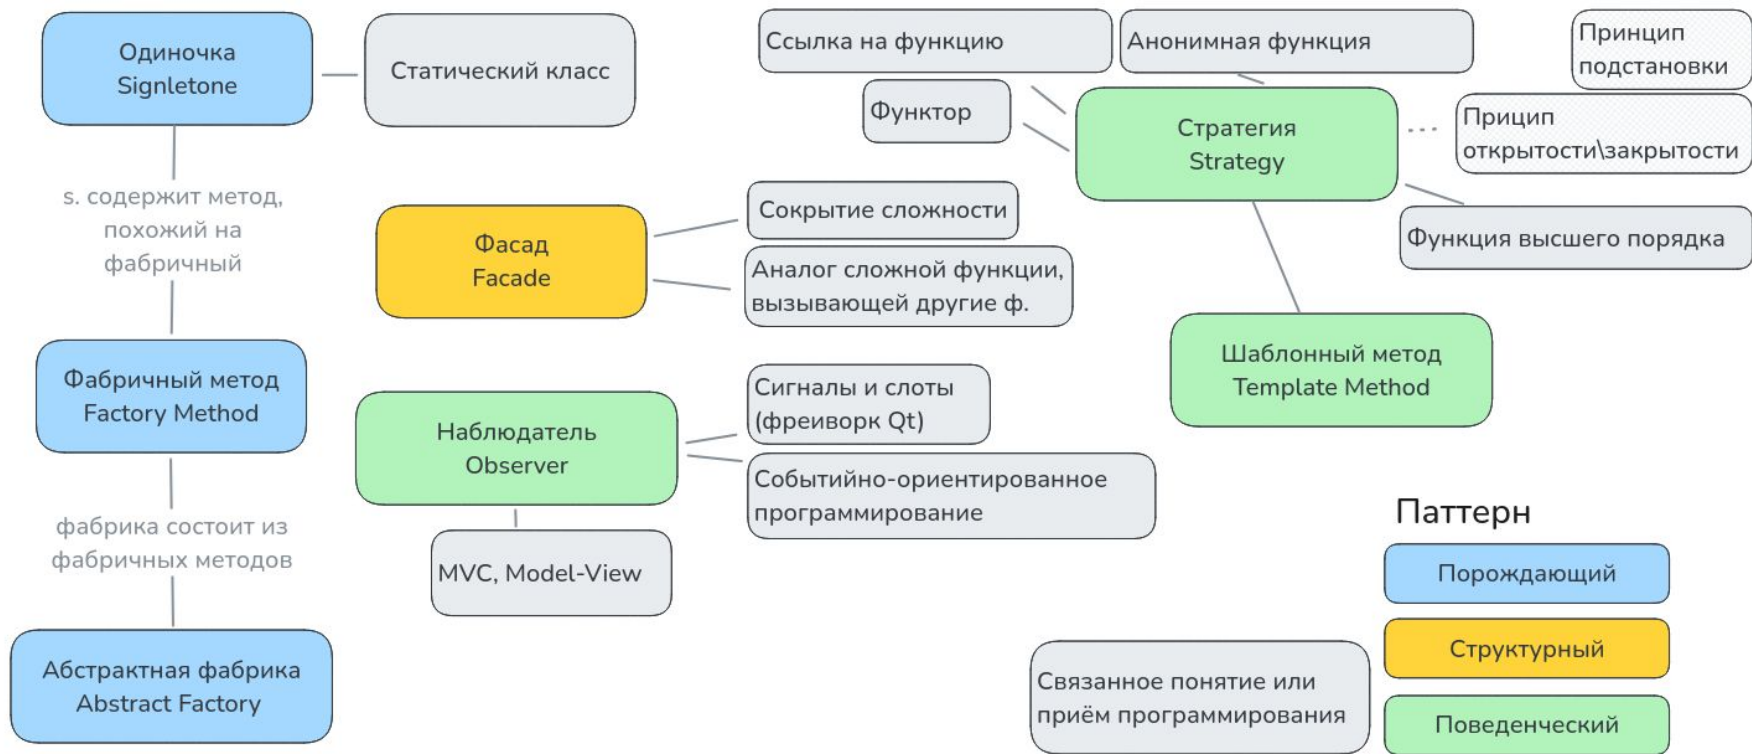 Одиночка
Signletone
Статический класс
s. содержит метод,
похожий на
фабричный
Фабричный метод
Factory Method
фабрика состоит из
фабричных методов
Абстрактная фабрика
Abstract Factory
Фасад
Facade
Сокрытие сложности
Аналог сложной функции,
вызывающей другие ф.
Наблюдатель
Observer
Сигналы и слоты
(фреиворк Qt)
Событийно-ориентированное
программирование
MVC, Model-View
Ссылка на функцию
Анонимная функция
Функтор
Стратегия
Strategy
Принцип
подстановки
Прицип
открытости\закрытости
Функция высшего порядка
Шаблонный метод
Template Method
Паттерн
Порождающий
Структурный
Поведенческий
Связанное понятие или
приём программирования